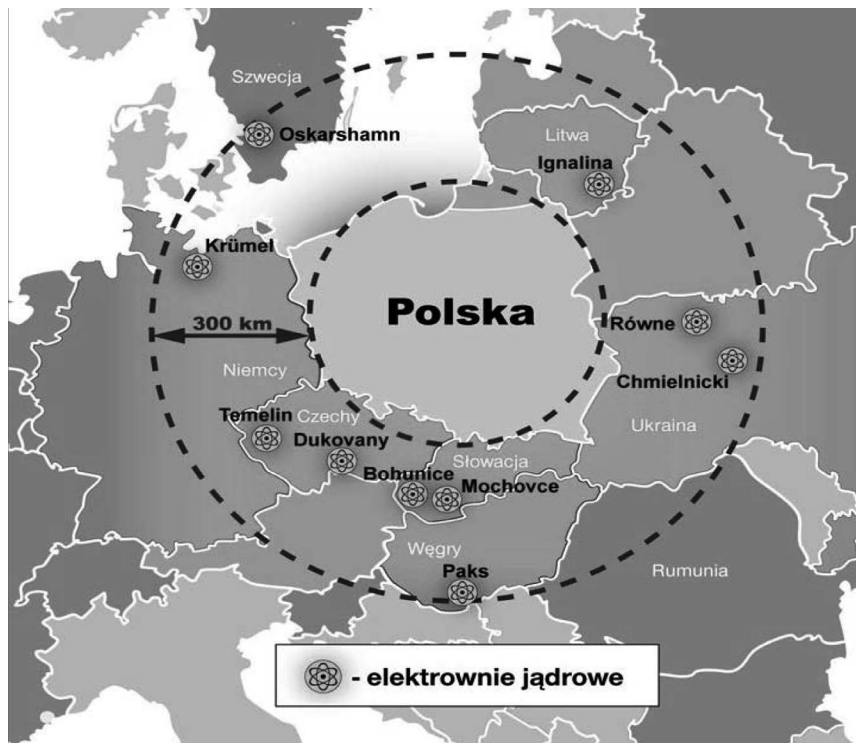 Szwecja
Oskarshamn
Litwa
Ignalina
Krümel
Polska
300 km
Równe
Niemcy
Chmielnicki
Temelin
Czechy
Ukraina
Dukovany
Bohunice
Słowacja
Mochovce
Węgry
Paks
Rumunia
- elektrownie jądrowe